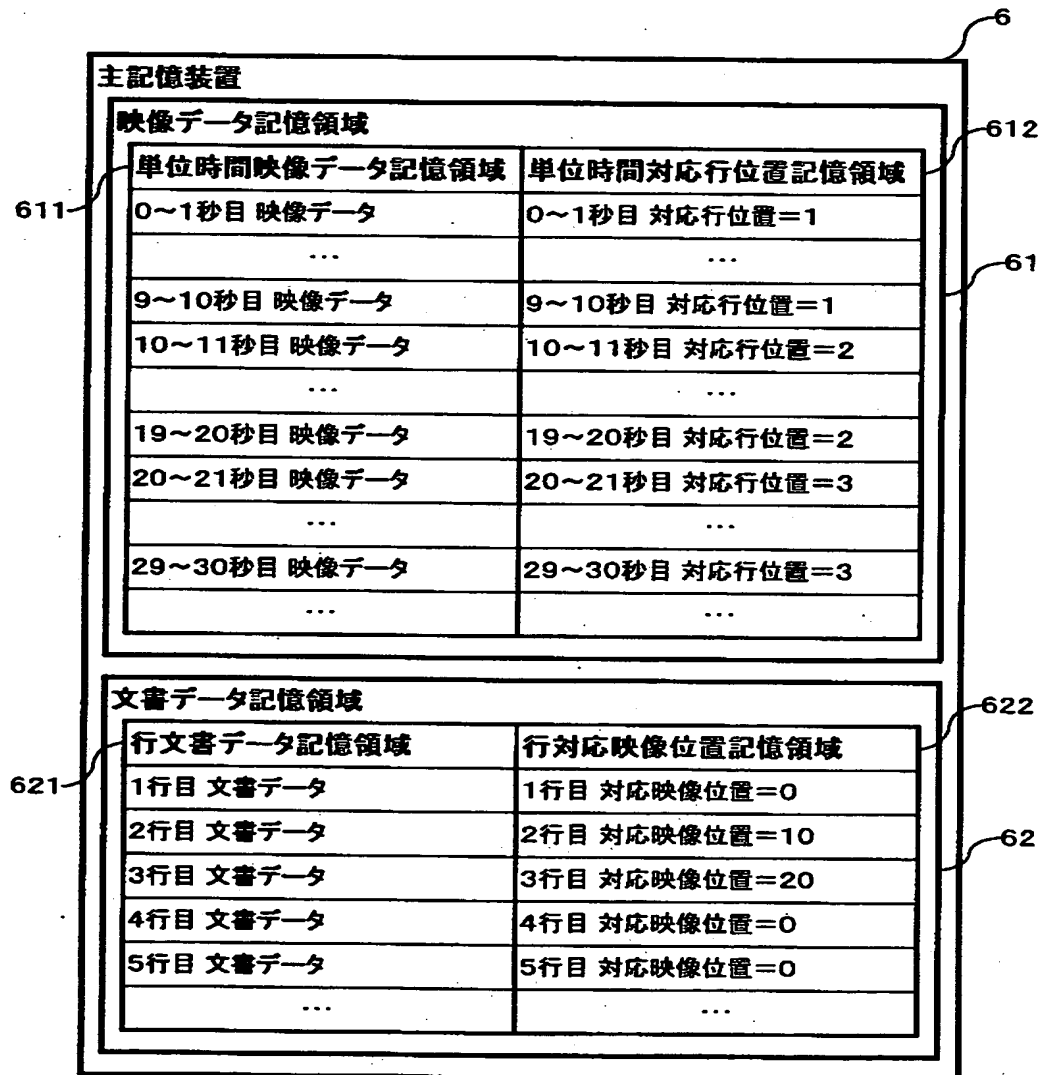 6
主記憶装置
映像データ記憶領域
612
単位時間映像データ記憶領域 単位時間対応行位置記憶領域
611
0~1秒目 映像データ 0~1秒目 対応行位置=1
... ...
61
9~10秒目 映像データ 9~10秒目 対応行位置=1
10~11秒目 映像データ 10~11秒目 対応行位置=2
... ...
19~20秒目 映像データ 19~20秒目 対応行位置=2
20~21秒目 映像データ 20~21秒目 対応行位置=3
... ...
29~30秒目 映像データ 29~30秒目 対応行位置=3
... ...
文書データ記憶領域
622
行文書データ記憶領域 行対応映像位置記憶領域
621
1行目 文書データ 1行目 対応映像位置=0
2行目 文書データ 2行目 対応映像位置=10
62
3行目 文書データ 3行目 対応映像位置=20
4行目 文書データ 4行目 対応映像位置=0
5行目 文書データ 5行目 対応映像位置=0
... ...